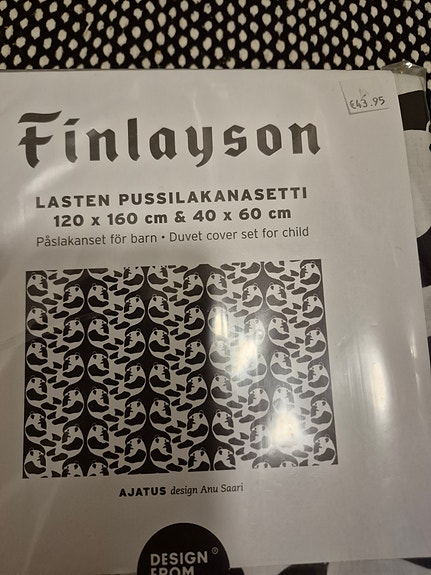 €43.95
Finlayson
LASTEN PUSSILAKANASETTI
120 x 160 cm & 40 x 60 cm
Påslakanset för barn • Duvet cover set for child
AJATUS design Anu Saari
DESIGN®
FROM